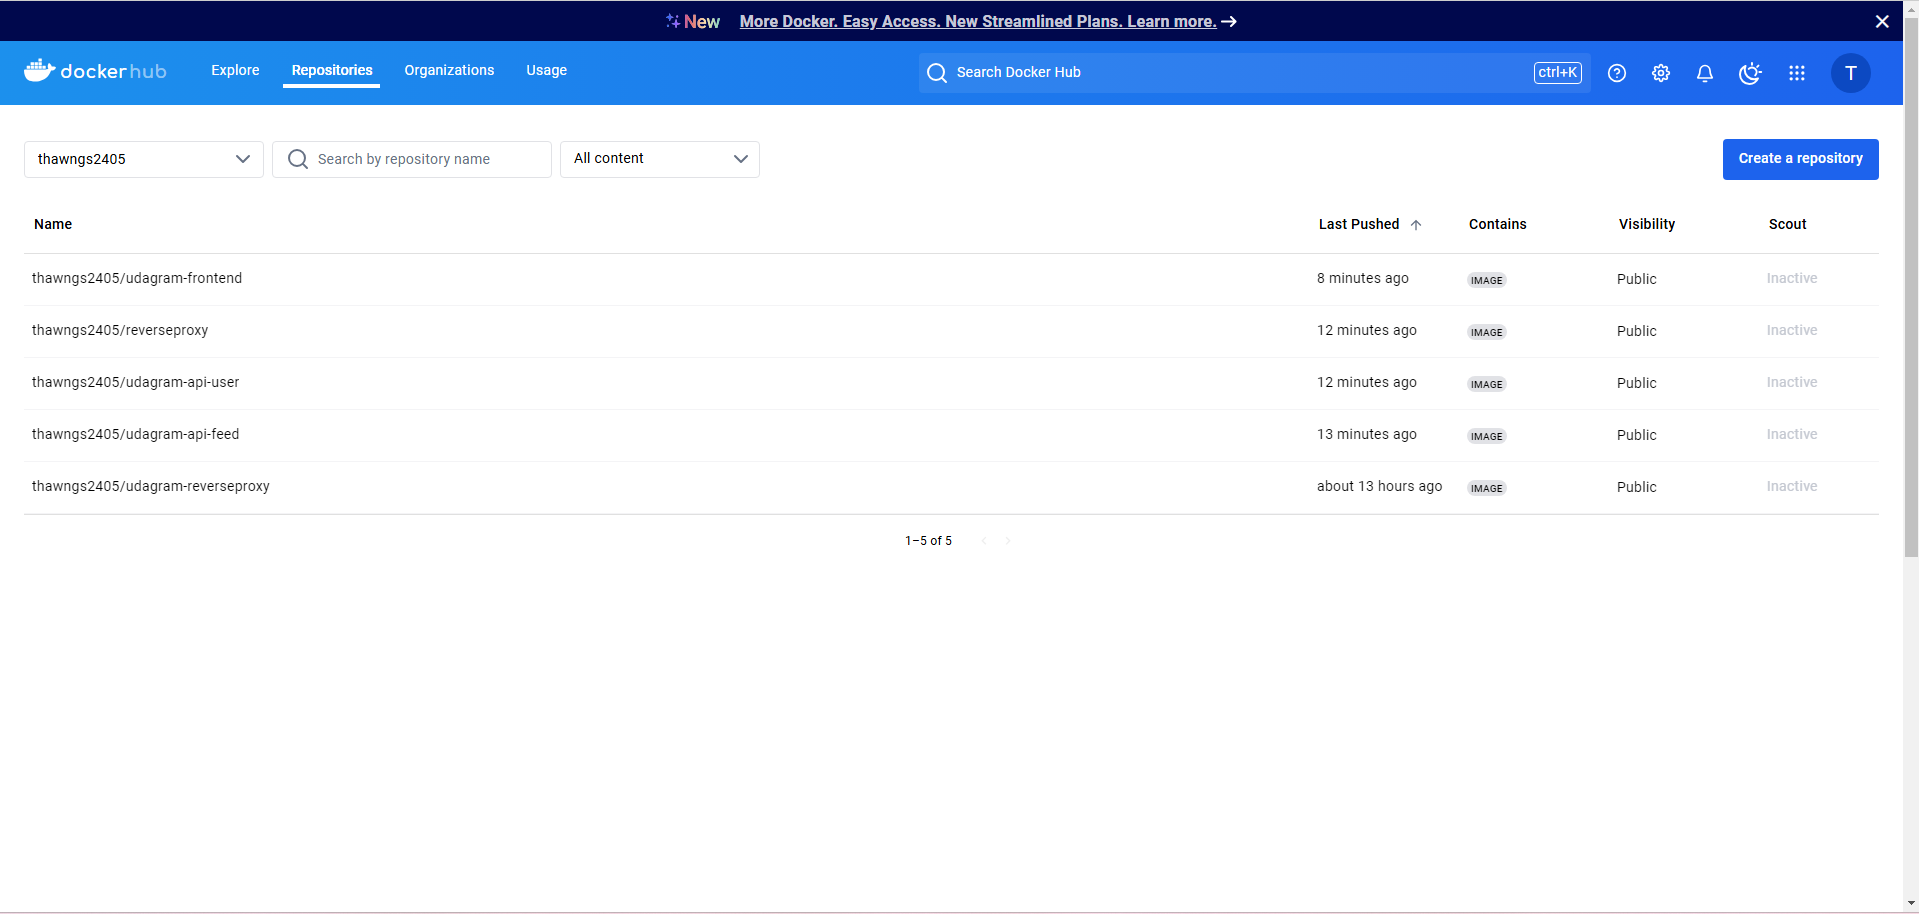 New More Docker. Easy Access. New Streamlined Plans. Learn more. →
dockerhub Explore Repositories Organizations Usage Search Docker Hub ctrl+K ? T
thawngs2405 Search by repository name All content Create a repository
Name Last Pushed ↑ Contains Visibility Scout
thawngs2405/udagram-frontend 8 minutes ago IMAGE Public Inactive
thawngs2405/reverseproxy 12 minutes ago IMAGE Public Inactive
thawngs2405/udagram-api-user 12 minutes ago IMAGE Public Inactive
thawngs2405/udagram-api-feed 13 minutes ago IMAGE Public Inactive
thawngs2405/udagram-reverseproxy about 13 hours ago IMAGE Public Inactive
1–5 of 5